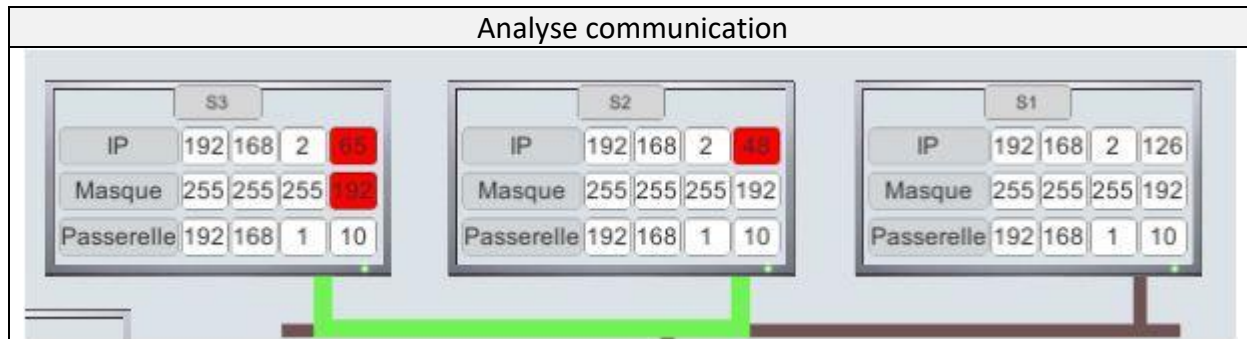 Analyse communication
S3
IP 192 168 2 65
Masque 255 255 255 192
Passerelle 192 168 1 10
S2
IP 192 168 2 48
Masque 255 255 255 192
Passerelle 192 168 1 10
S1
IP 192 168 2 126
Masque 255 255 255 192
Passerelle 192 168 1 10